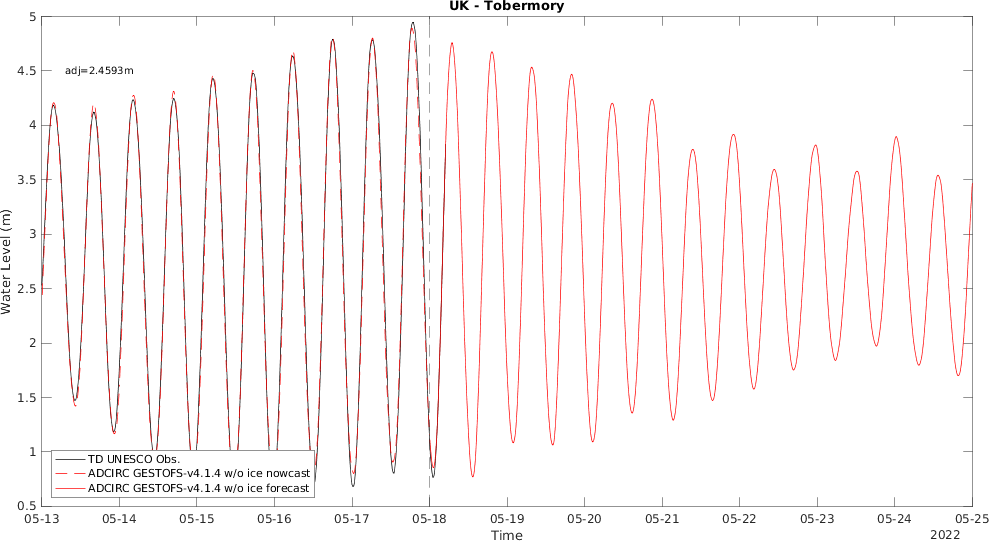 UK - Tobermory
5
4.5
4
3.5
3
2.5
2
1.5
1
0.5
Water Level (m)
adj=2.4593m
TD UNESCO Obs.
ADCIRC GESTOFS-v4.1.4 w/o ice nowcast
ADCIRC GESTOFS-v4.1.4 w/o ice forecast
05-13 05-14 05-15 05-16 05-17 05-18 05-19 05-20 05-21 05-22 05-23 05-24 05-25
Time
2022